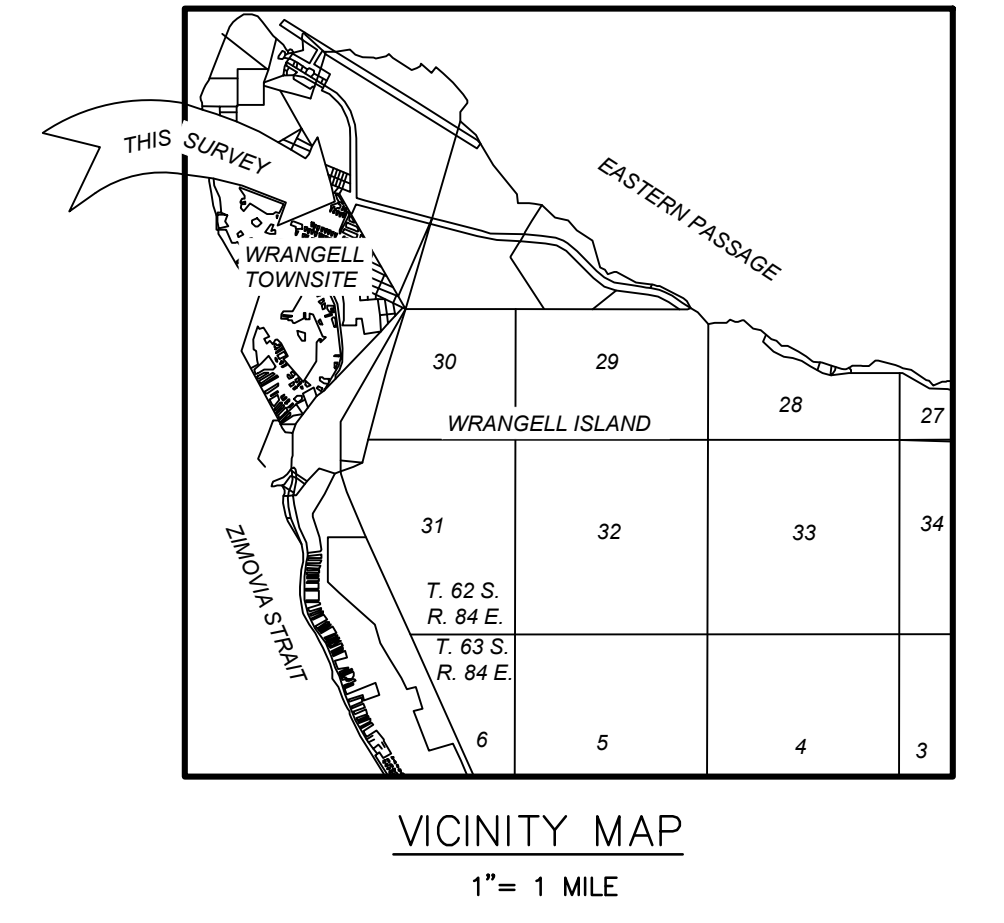 THIS SURVEY
EASTERN PASSAGE
WRANGELL
TOWNSITE
30
29
28
27
WRANGELL ISLAND
31
32
33
34
ZIMOVIA STRAIT
T. 62 S.
R. 84 E.
T. 63 S.
R. 84 E.
6
5
4
3
VICINITY MAP
1"= 1 MILE